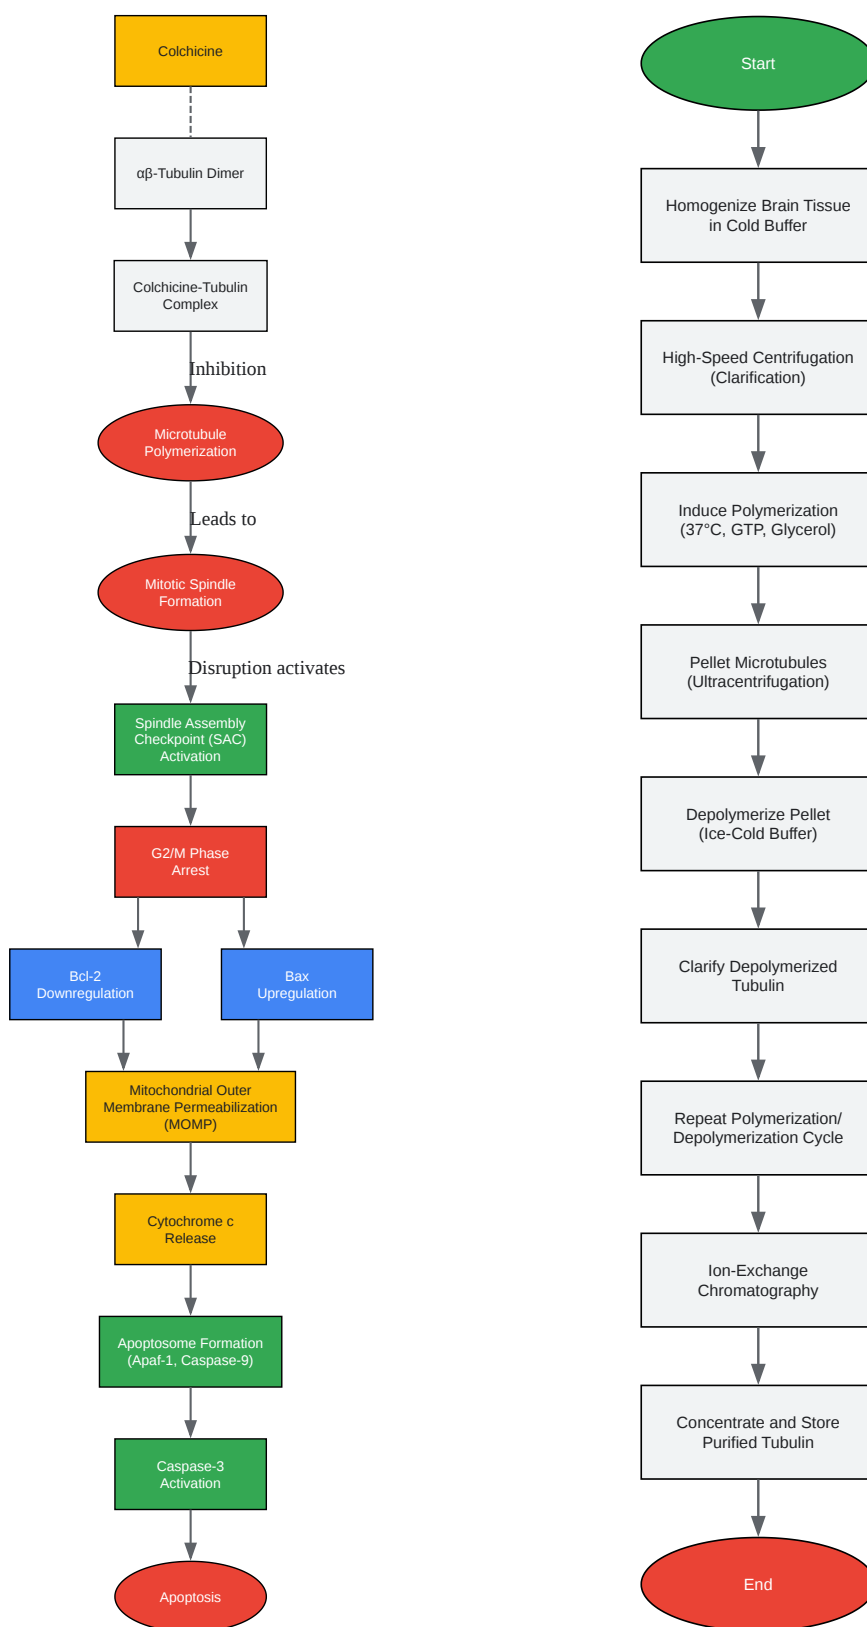 Colchicine
αβ-Tubulin Dimer
Colchicine-Tubulin
Complex
Inhibition
Microtubule
Polymerization
Leads to
Mitotic Spindle
Formation
Disruption activates
Spindle Assembly
Checkpoint (SAC)
Activation
G2/M Phase
Arrest
Bcl-2
Downregulation
Bax
Upregulation
Mitochondrial Outer
Membrane Permeabilization
(MOMP)
Cytochrome c
Release
Apoptosome Formation
(Apaf-1, Caspase-9)
Caspase-3
Activation
Apoptosis
Start
Homogenize Brain Tissue
in Cold Buffer
High-Speed Centrifugation
(Clarification)
Induce Polymerization
(37°C, GTP, Glycerol)
Pellet Microtubules
(Ultracentrifugation)
Depolymerize Pellet
(Ice-Cold Buffer)
Clarify Depolymerized
Tubulin
Repeat Polymerization/
Depolymerization Cycle
Ion-Exchange
Chromatography
Concentrate and Store
Purified Tubulin
End